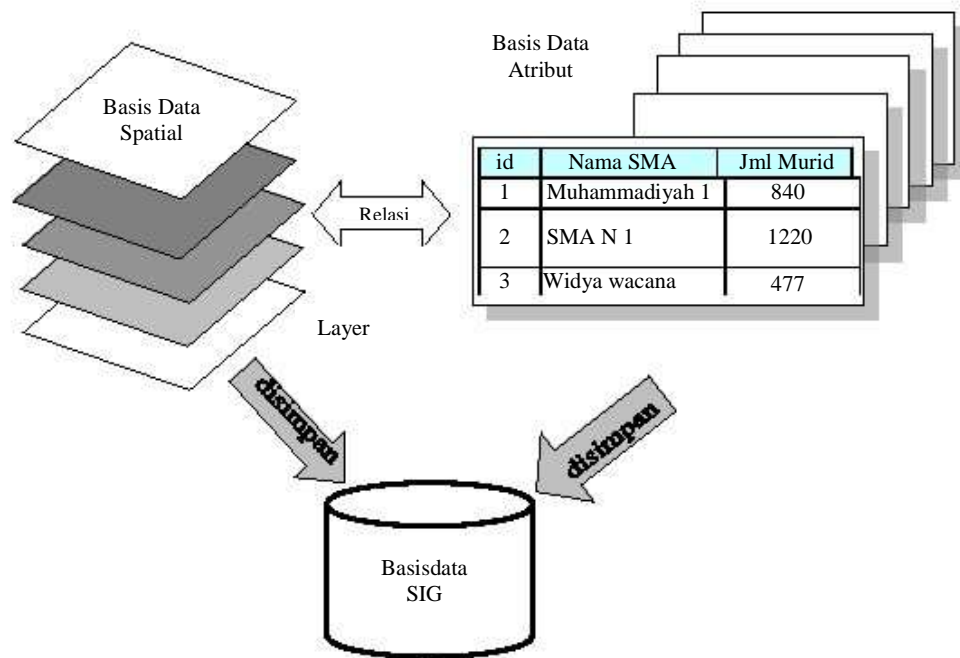 Basis Data
Atribut
Basis Data
Spatial
id Nama SMA Jml Murid
1 Muhammadiyah 1 840
2 SMA N 1 1220
3 Widya wacana 477
Relasi
Layer
disimpan
disimpan
Basisdata
SIG